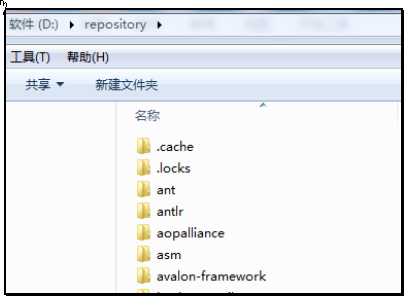 软件 (D:) ▸ repository ▸
工具(T) 帮助(H)
共享 新建文件夹
名称
.cache
.locks
ant
antlr
aopalliance
asm
avalon-framework